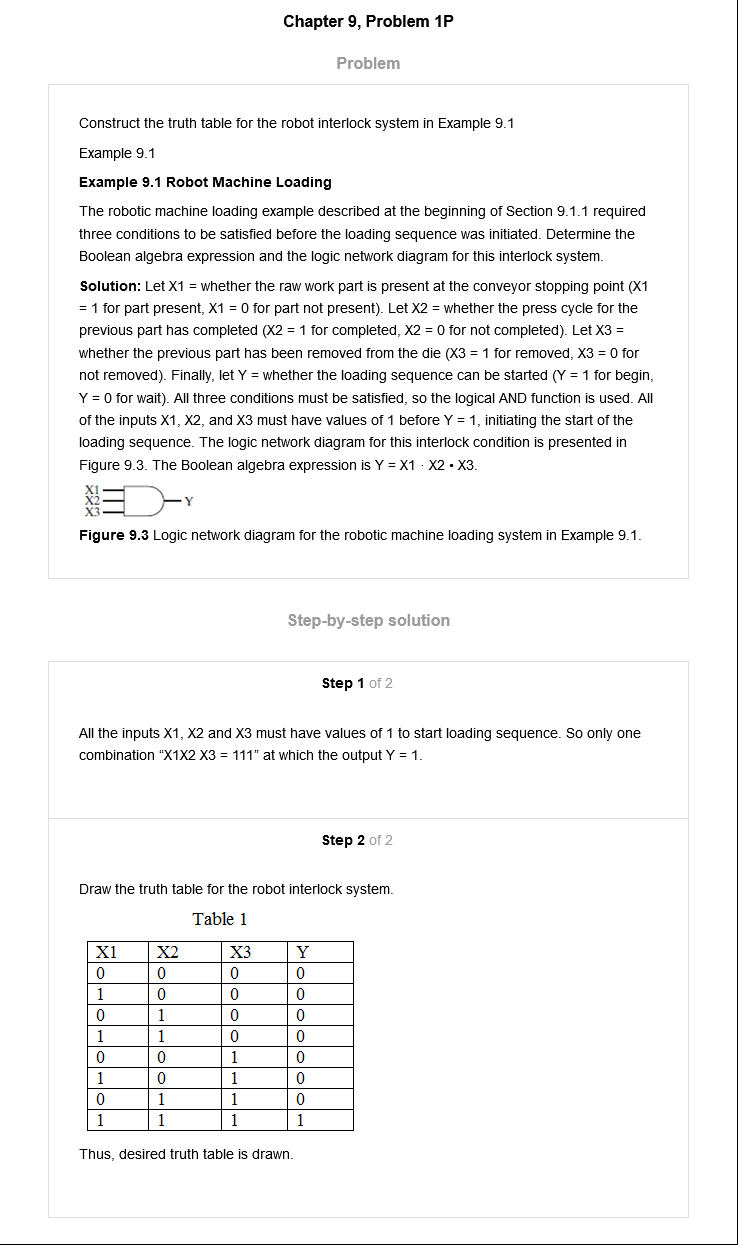 Chapter 9, Problem 1P
Problem
Construct the truth table for the robot interlock system in Example 9.1
Example 9.1
Example 9.1 Robot Machine Loading
The robotic machine loading example described at the beginning of Section 9.1.1 required
three conditions to be satisfied before the loading sequence was initiated. Determine the
Boolean algebra expression and the logic network diagram for this interlock system.
Solution: Let X1 = whether the raw work part is present at the conveyor stopping point (X1
= 1 for part present, X1 = 0 for part not present). Let X2 = whether the press cycle for the
previous part has completed (X2 = 1 for completed, X2 = 0 for not completed). Let X3 =
whether the previous part has been removed from the die (X3 = 1 for removed, X3 = 0 for
not removed). Finally, let Y = whether the loading sequence can be started (Y = 1 for begin,
Y = 0 for wait). All three conditions must be satisfied, so the logical AND function is used. All
of the inputs X1, X2, and X3 must have values of 1 before Y = 1, initiating the start of the
loading sequence. The logic network diagram for this interlock condition is presented in
Figure 9.3. The Boolean algebra expression is Y = X1 · X2 • X3.
X1
X2
X3
Y
Figure 9.3 Logic network diagram for the robotic machine loading system in Example 9.1.
Step-by-step solution
Step 1 of 2
All the inputs X1, X2 and X3 must have values of 1 to start loading sequence. So only one
combination “X1X2 X3 = 111” at which the output Y = 1.
Step 2 of 2
Draw the truth table for the robot interlock system.
Table 1
X1 X2 X3 Y
0 0 0 0
1 0 0 0
0 1 0 0
1 1 0 0
0 0 1 0
1 0 1 0
0 1 1 0
1 1 1 1
Thus, desired truth table is drawn.